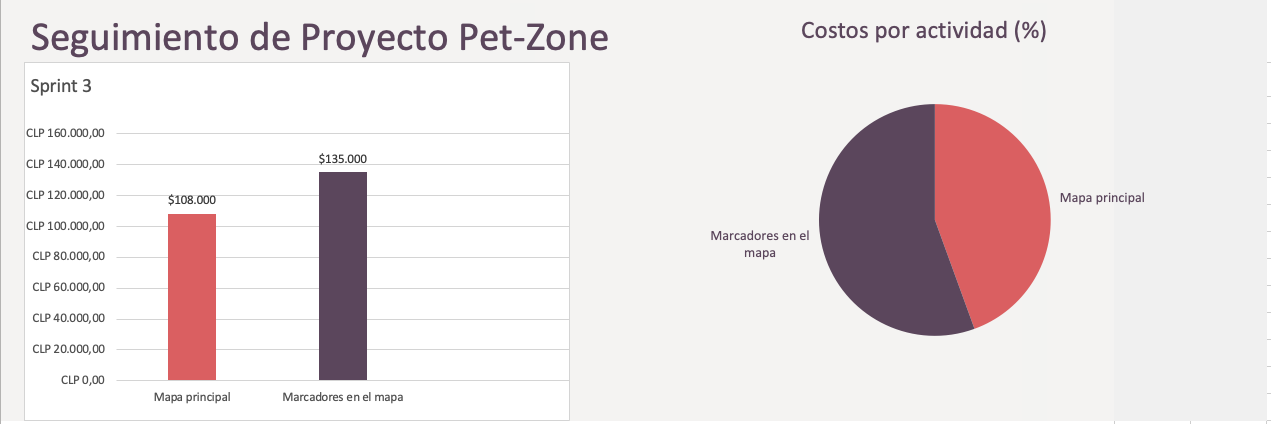 Seguimiento de Proyecto Pet-Zone
Sprint 3
CLP 160.000,00
CLP 140.000,00
CLP 120.000,00
CLP 100.000,00
CLP 80.000,00
CLP 60.000,00
CLP 40.000,00
CLP 20.000,00
CLP 0,00
$108.000
$135.000
Mapa principal
Marcadores en el mapa
Costos por actividad (%)
Mapa principal
Marcadores en el
mapa